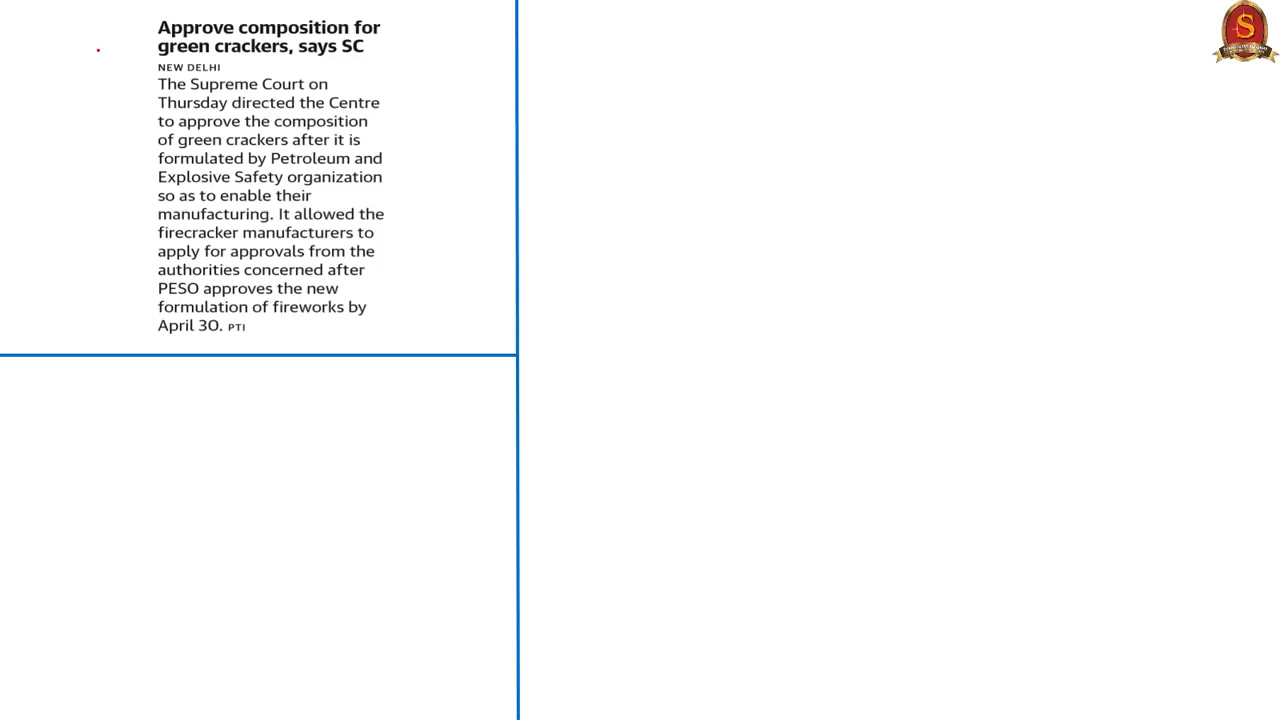 Approve composition for
green crackers, says SC
NEW DELHI
The Supreme Court on
Thursday directed the Centre
to approve the composition
of green crackers after it is
formulated by Petroleum and
Explosive Safety organization
so as to enable their
manufacturing. It allowed the
firecracker manufacturers to
apply for approvals from the
authorities concerned after
PESO approves the new
formulation of fireworks by
April 30. PTI
S